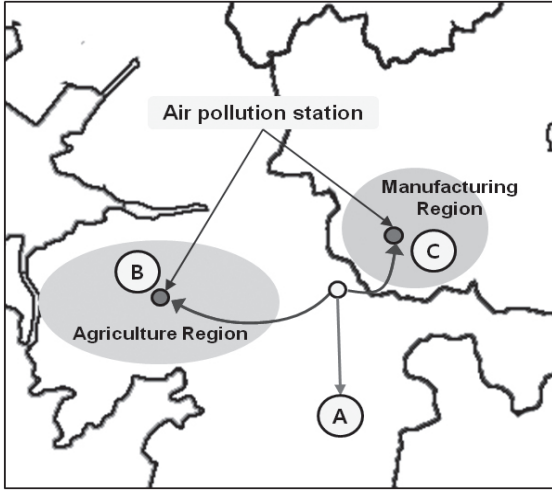 Air pollution station
Manufacturing
Region
C
B
Agriculture Region
A